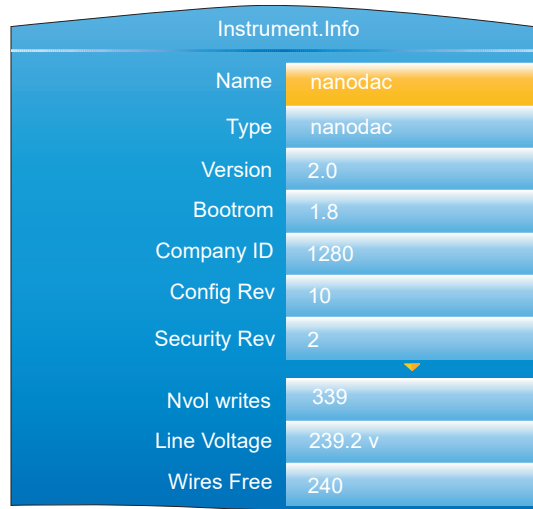 Instrument.Info
Name nanodac
Type nanodac
Version 2.0
Bootrom 1.8
Company ID 1280
Config Rev 10
Security Rev 2
Nvol writes 339
Line Voltage 239.2 v
Wires Free 240